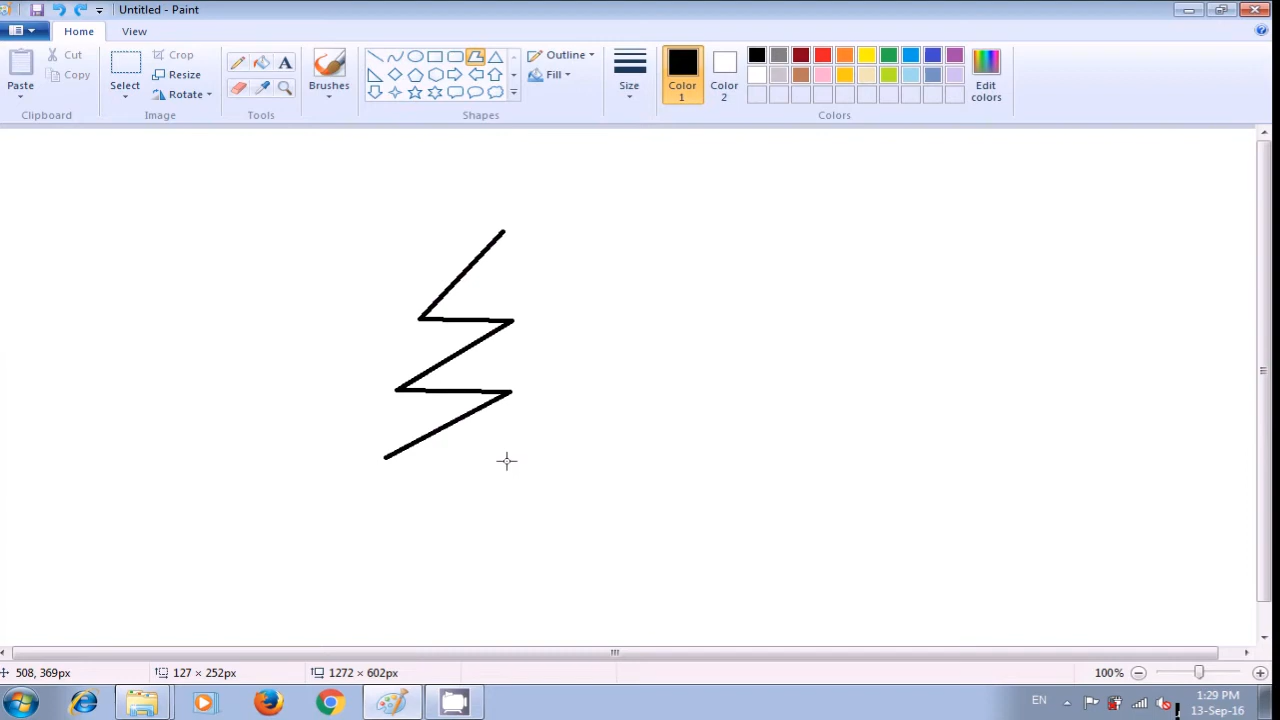 Untitled - Paint
Home
View
Paste
Cut
Copy
Clipboard
Select
Crop
Resize
Rotate
Image
A
Tools
Brushes
Outline
Fill
Shapes
Size
Color
1
Color
2
Edit
colors
Colors
508, 369px
127 × 252px
1272 × 602px
100%
EN
1:29 PM
13-Sep-16